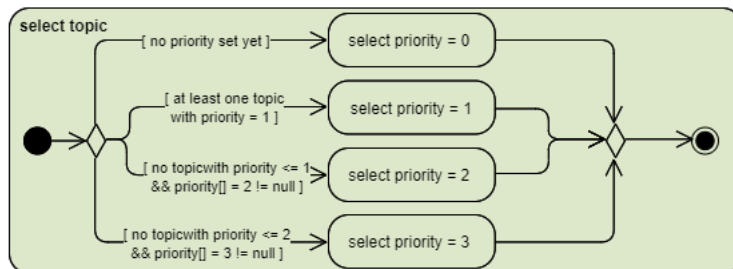 select topic
[ no priority set yet ]
select priority = 0
[ at least one topic
with priority = 1 ]
select priority = 1
[ no topicwith priority <= 1
&& priority[] = 2 != null ]
select priority = 2
[ no topicwith priority <= 2
&& priority[] = 3 != null ]
select priority = 3